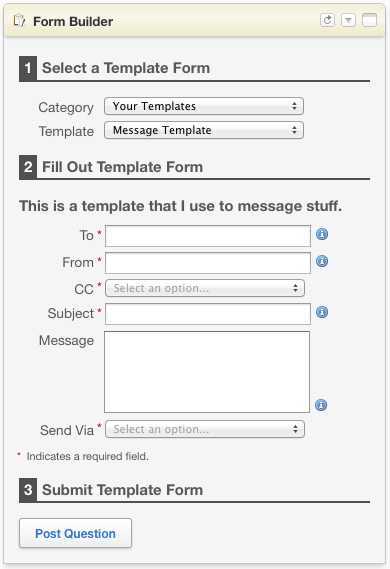 Form Builder
1 Select a Template Form
Category Your Templates
Template Message Template
2 Fill Out Template Form
This is a template that I use to message stuff.
To *
From *
CC * Select an option...
Subject *
Message
Send Via * Select an option...
* Indicates a required field.
3 Submit Template Form
Post Question